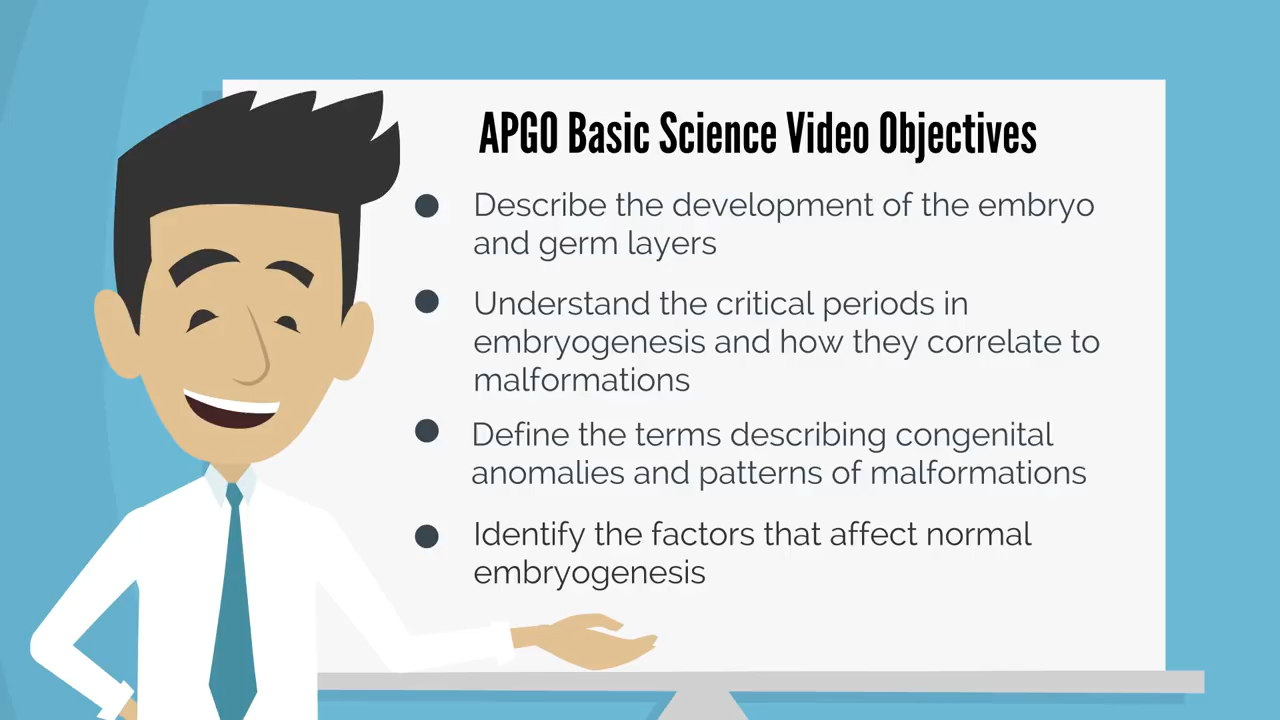 APGO Basic Science Video Objectives
Describe the development of the embryo
and germ layers
Understand the critical periods in
embryogenesis and how they correlate to
malformations
Define the terms describing congenital
anomalies and patterns of malformations
Identify the factors that affect normal
embryogenesis